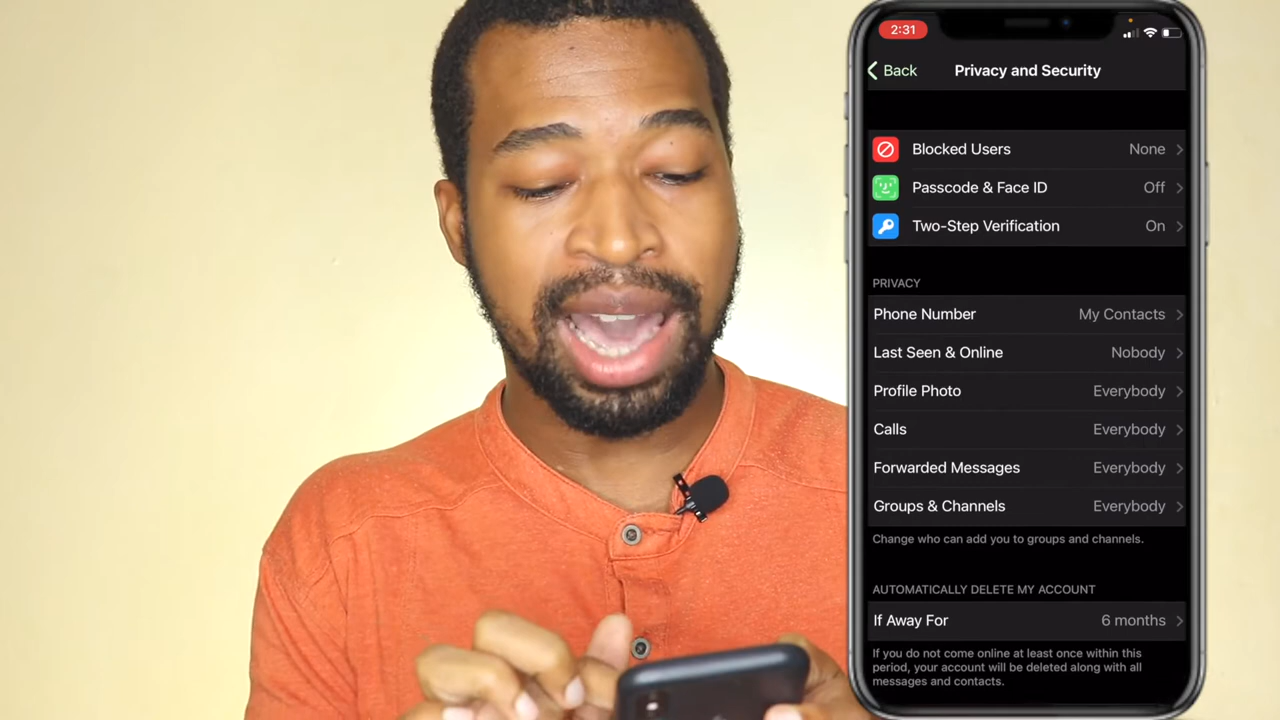 2:31
Back
Privacy and Security
Blocked Users None
Passcode & Face ID Off
Two-Step Verification On
PRIVACY
Phone Number My Contacts
Last Seen & Online Nobody
Profile Photo Everybody
Calls Everybody
Forwarded Messages Everybody
Groups & Channels Everybody
Change who can add you to groups and channels.
AUTOMATICALLY DELETE MY ACCOUNT
If Away For 6 months
If you do not come online at least once within this
period, your account will be deleted along with all
messages and contacts.